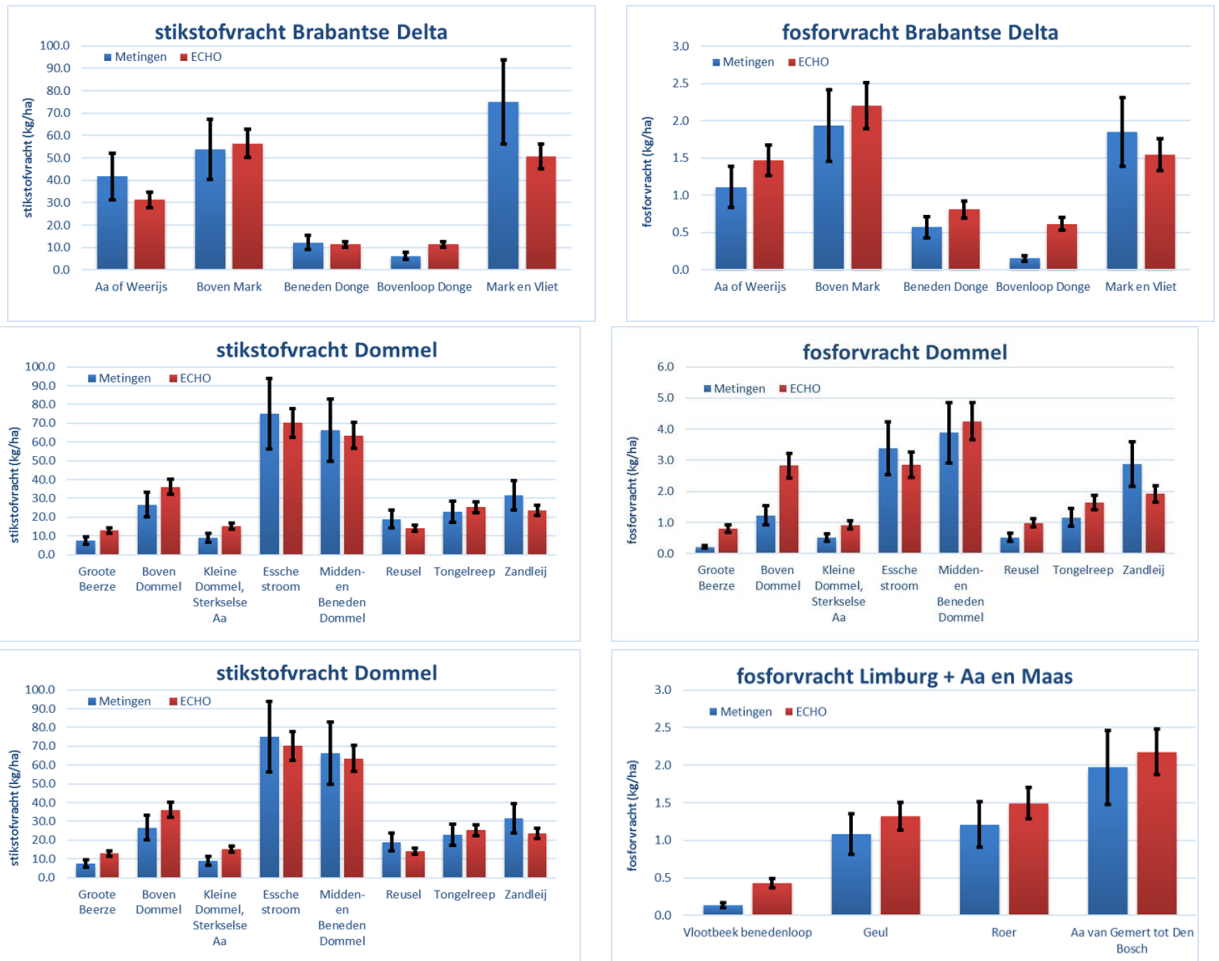 stikstofvracht Brabantse Delta
Metingen ECHO
stikstofvracht (kg/ha)
100.0
90.0
80.0
70.0
60.0
50.0
40.0
30.0
20.0
10.0
0.0
Aa of Weerijs Boven Mark Beneden Donge Bovenloop Donge Mark en Vliet
fosforvracht Brabantse Delta
Metingen ECHO
fosforvracht (kg/ha)
3.0
2.5
2.0
1.5
1.0
0.5
0.0
Aa of Weerijs Boven Mark Beneden Donge Bovenloop Donge Mark en Vliet
stikstofvracht Dommel
Metingen ECHO
stikstofvracht (kg/ha)
100.0
90.0
80.0
70.0
60.0
50.0
40.0
30.0
20.0
10.0
0.0
Groote Boven Kleine Essche Midden- Reusel Tongelreep Zandleij
Beerze Dommel Dommel, stroom en
Sterkselse Beneden
Aa Dommel
fosforvracht Dommel
Metingen ECHO
fosforvracht (kg/ha)
6.0
5.0
4.0
3.0
2.0
1.0
0.0
Groote Boven Kleine Essche Midden- Reusel Tongelreep Zandleij
Beerze Dommel Dommel, stroom en
Sterkselse Beneden
Aa Dommel
stikstofvracht Dommel
Metingen ECHO
stikstofvracht (kg/ha)
100.0
90.0
80.0
70.0
60.0
50.0
40.0
30.0
20.0
10.0
0.0
Groote Boven Kleine Essche Midden- Reusel Tongelreep Zandleij
Beerze Dommel Dommel, stroom en
Sterkselse Beneden
Aa Dommel
fosforvracht Limburg + Aa en Maas
Metingen ECHO
fosforvracht (kg/ha)
3.0
2.5
2.0
1.5
1.0
0.5
0.0
Vlootbeek benedenloop Geul Roer Aa van Gemert tot Den
Bosch